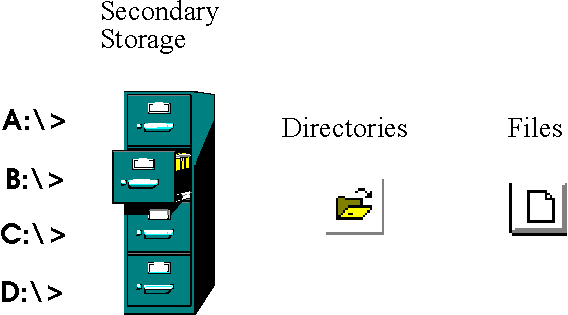 Secondary
Storage
A:\>
Directories
Files
B:\>
C:\>
D:\>